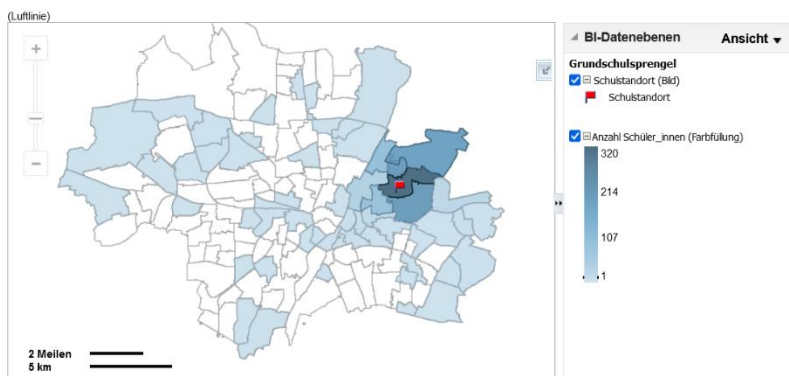 (Luftlinie)
BI-Datenebenen Ansicht
Grundschulsprengel
Schulstandort (Bild)
Schulstandort
Anzahl Schüler_innen (Farbfüllung)
320
214
107
1
2 Meilen
5 km